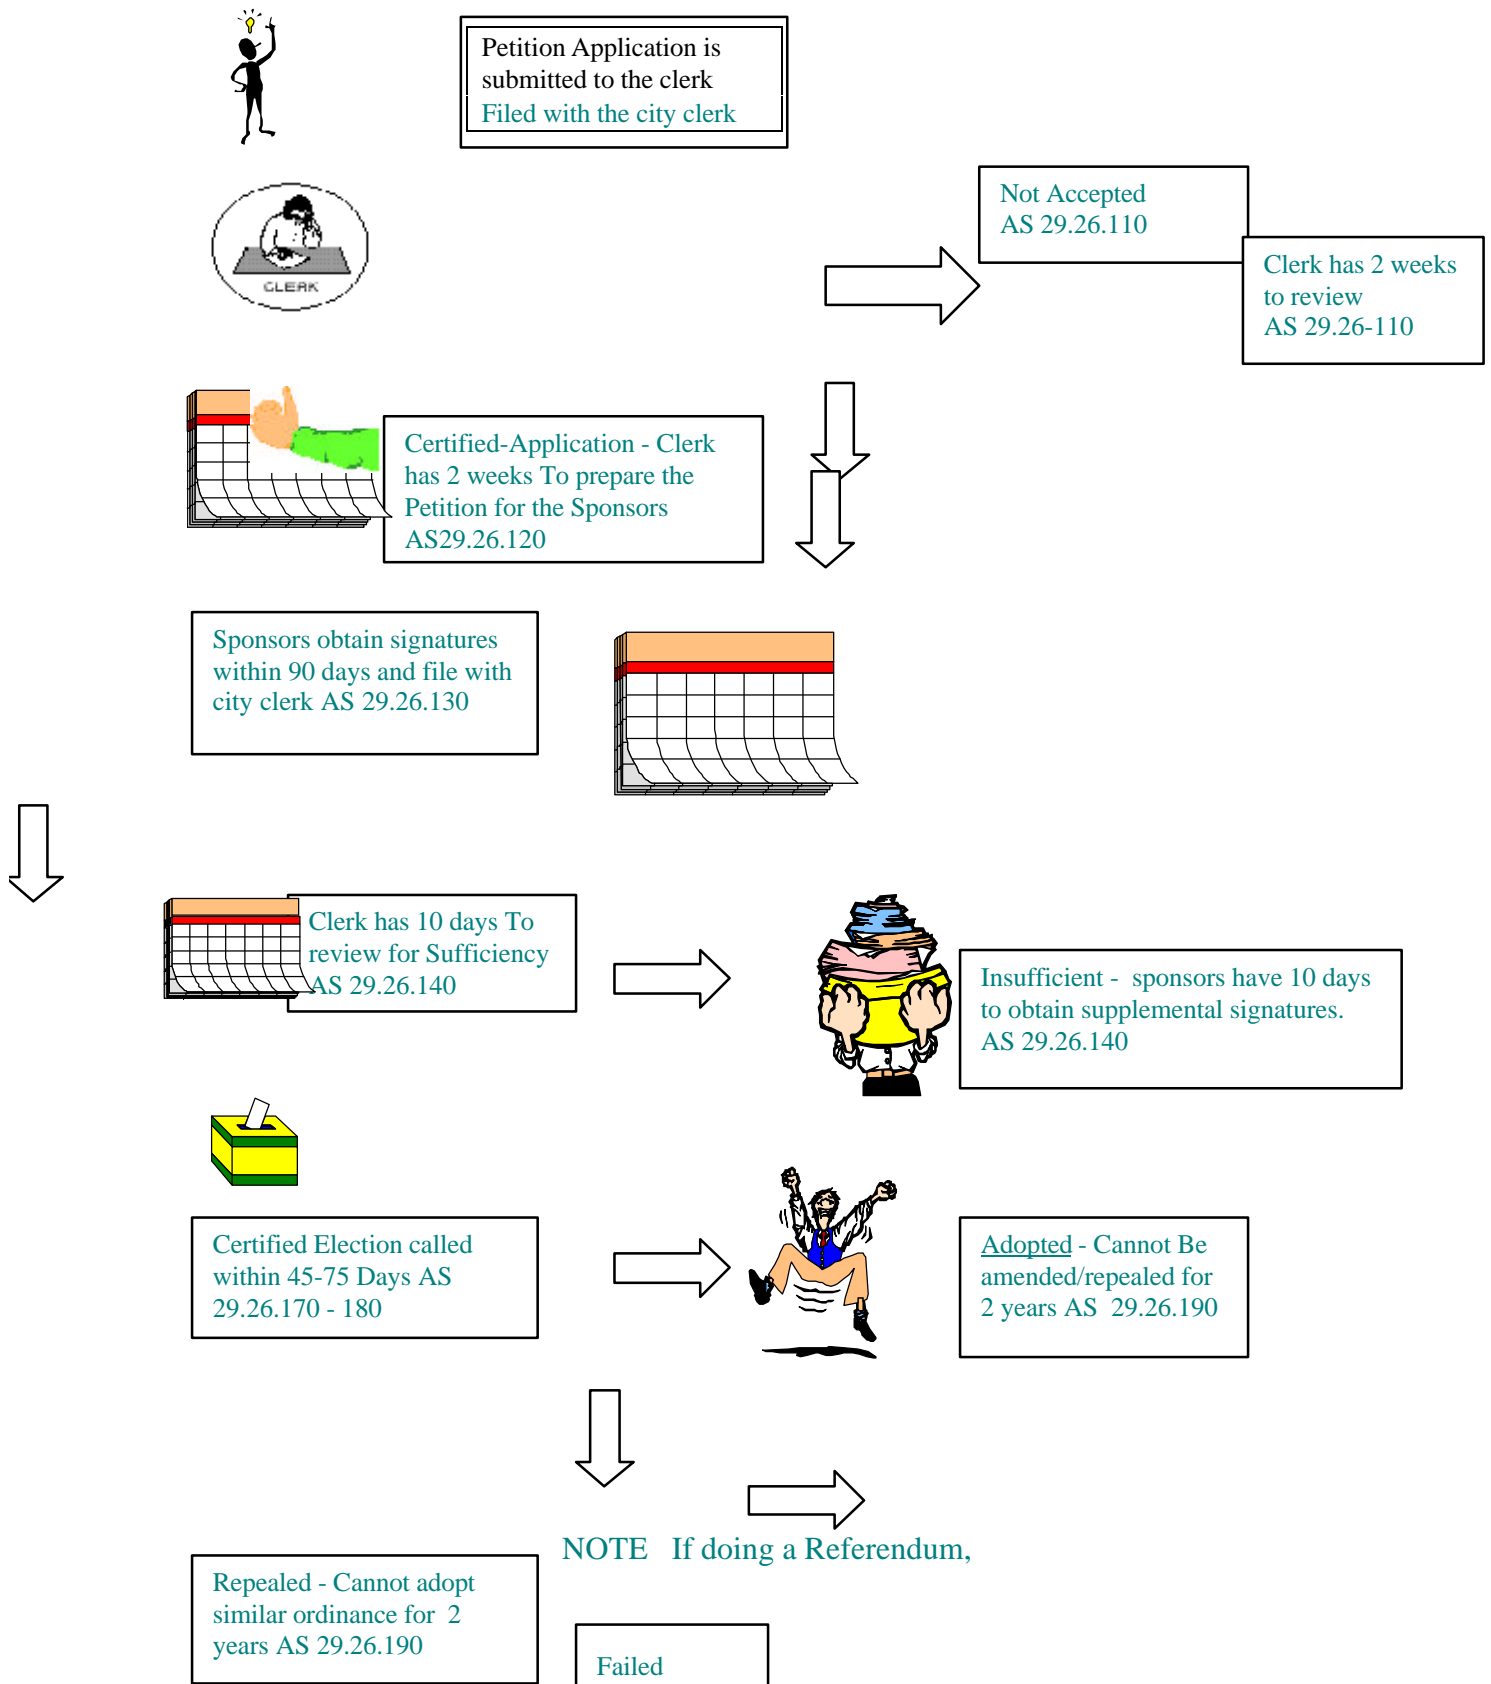 Petition Application is
submitted to the clerk
Filed with the city clerk
Not Accepted
AS 29.26.110
Clerk has 2 weeks
to review
AS 29.26-110
CLERK
Certified-Application - Clerk
has 2 weeks To prepare the
Petition for the Sponsors
AS29.26.120
Sponsors obtain signatures
within 90 days and file with
city clerk AS 29.26.130
Clerk has 10 days To
review for Sufficiency
AS 29.26.140
Insufficient - sponsors have 10 days
to obtain supplemental signatures.
AS 29.26.140
Certified Election called
within 45-75 Days AS
29.26.170 - 180
Adopted - Cannot Be
amended/repealed for
2 years AS 29.26.190
NOTE If doing a Referendum,
Repealed - Cannot adopt
similar ordinance for 2
years AS 29.26.190
Failed